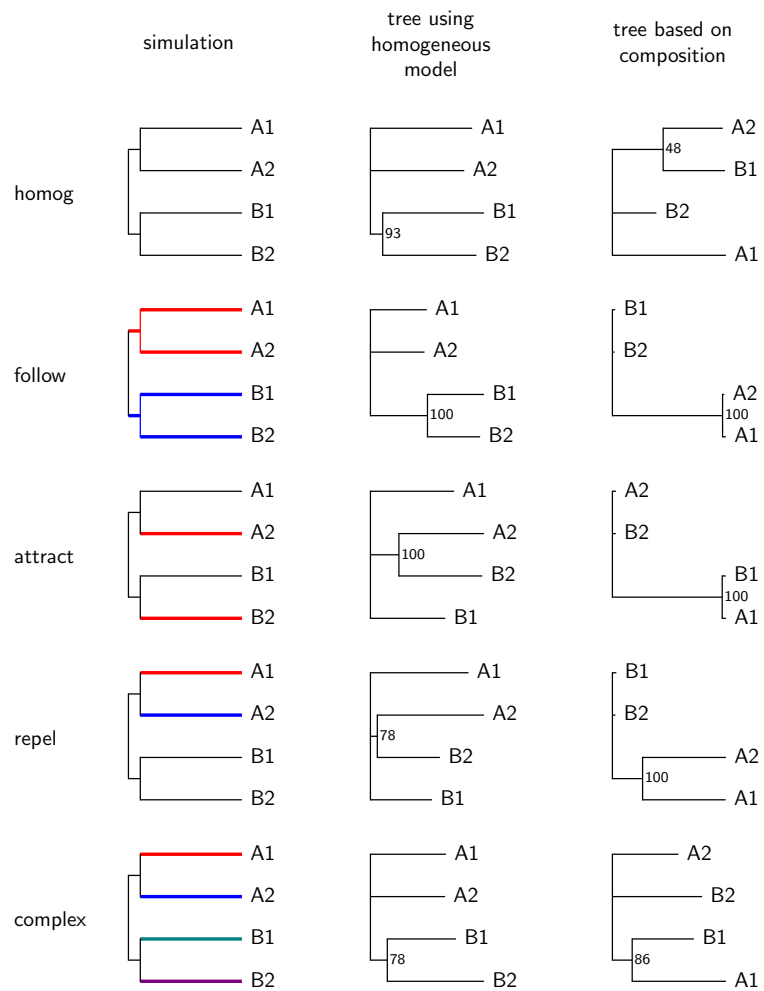 simulation
tree using
homogeneous
model
tree based on
composition
homog
A1
A2
B1
B2
A1
A2
B1
93
B2
A2
48
B1
B2
A1
follow
A1
A2
B1
B2
A1
A2
B1
100
B2
B1
B2
A2
100
A1
attract
A1
A2
B1
B2
A1
A2
100
B2
B1
A2
B2
B1
100
A1
repel
A1
A2
B1
B2
A1
A2
78
B2
B1
B1
B2
A2
100
A1
complex
A1
A2
B1
B2
A1
A2
B1
78
B2
A2
B2
B1
86
A1